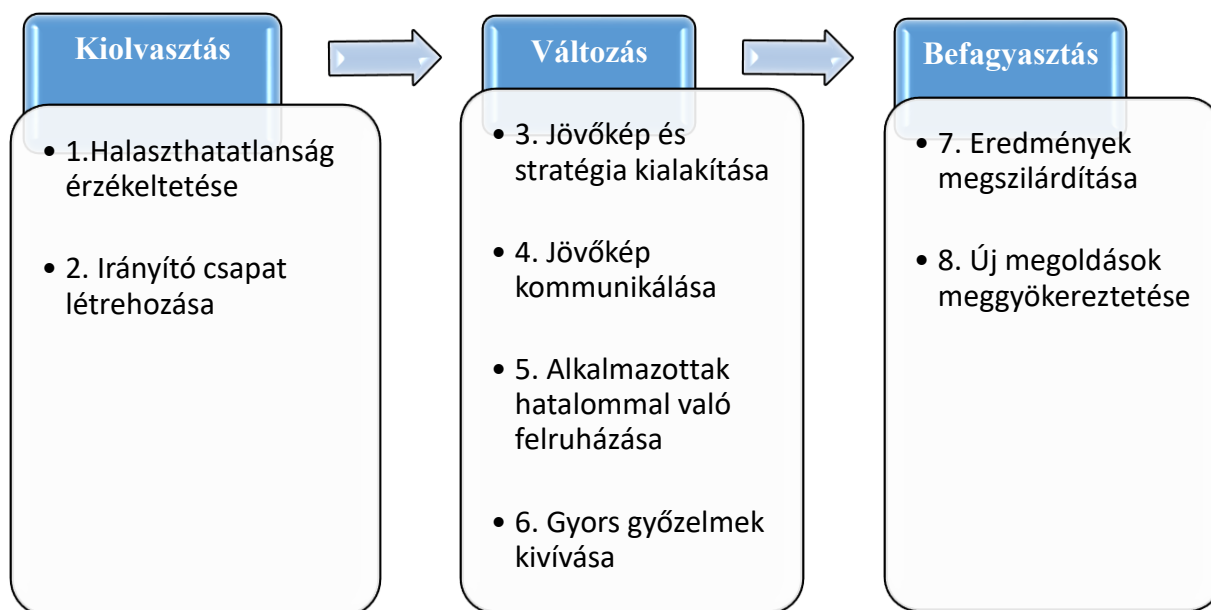 Kiolvasztás
• 1.Halaszthatatlanság
érzékeltetése
• 2. Irányító csapat
létrehozása
Változás
• 3. Jövőkép és
stratégia kialakítása
• 4. Jövőkép
kommunikálása
• 5. Alkalmazottak
hatalommal való
felruházása
• 6. Gyors győzelmek
kivívása
Befagyasztás
• 7. Eredmények
megszilárdítása
• 8. Új megoldások
meggyökereztetése